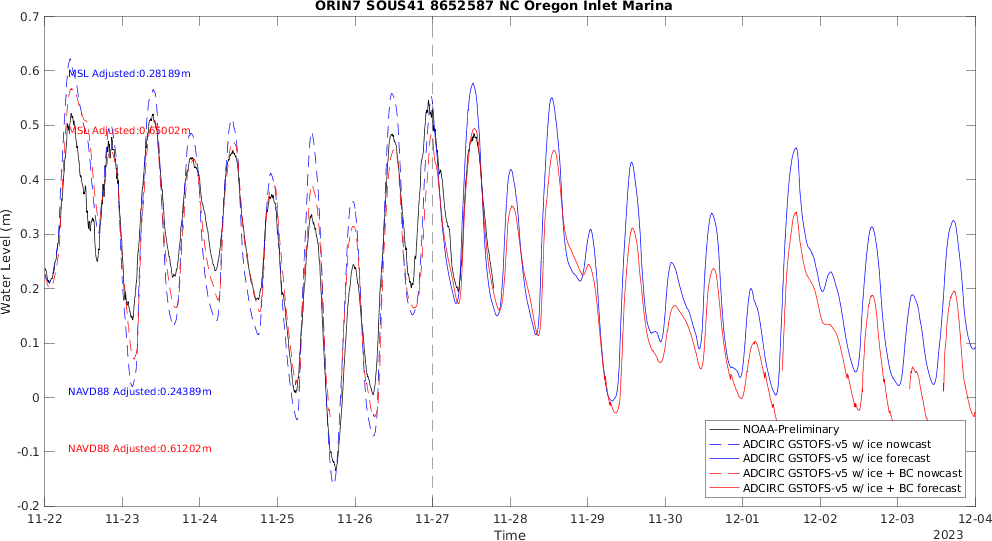 ORIN7 SOUS41 8652587 NC Oregon Inlet Marina
Water Level (m)
0.7
0.6
0.5
0.4
0.3
0.2
0.1
0
-0.1
-0.2
MSL Adjusted:0.28189m
MSL Adjusted:0.65002m
NAVD88 Adjusted:0.24389m
NAVD88 Adjusted:0.61202m
NOAA-Preliminary
ADCIRC GSTOFS-v5 w/ ice nowcast
ADCIRC GSTOFS-v5 w/ ice forecast
ADCIRC GSTOFS-v5 w/ ice + BC nowcast
ADCIRC GSTOFS-v5 w/ ice + BC forecast
11-22 11-23 11-24 11-25 11-26 11-27 11-28 11-29 11-30 12-01 12-02 12-03 12-04
Time
2023